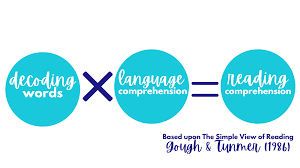 decoding
words
language
comprehension
reading
comprehension
Based upon The Simple View of Reading
Gough & Tunmer (1986)